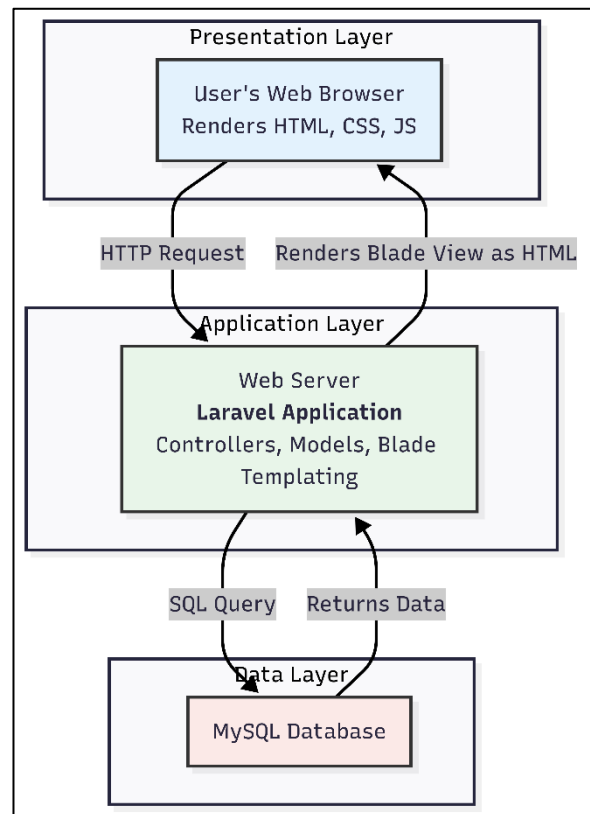 Presentation Layer
User's Web Browser
Renders HTML, CSS, JS
HTTP Request
Renders Blade View as HTML
Application Layer
Web Server
Laravel Application
Controllers, Models, Blade
Templating
SQL Query
Returns Data
Data Layer
MySQL Database